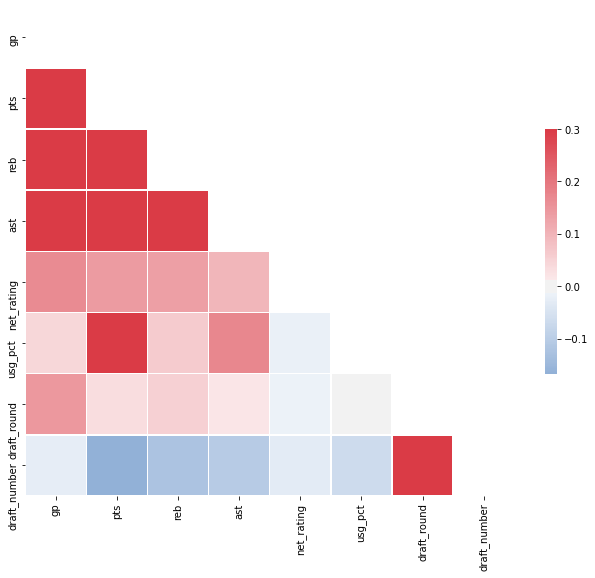 gp
pts
reb
ast
net_rating
usg_pct
draft_round
draft_number
0.3
0.2
0.1
0.0
−0.1
gp
pts
reb
ast
net_rating
usg_pct
draft_round
draft_number